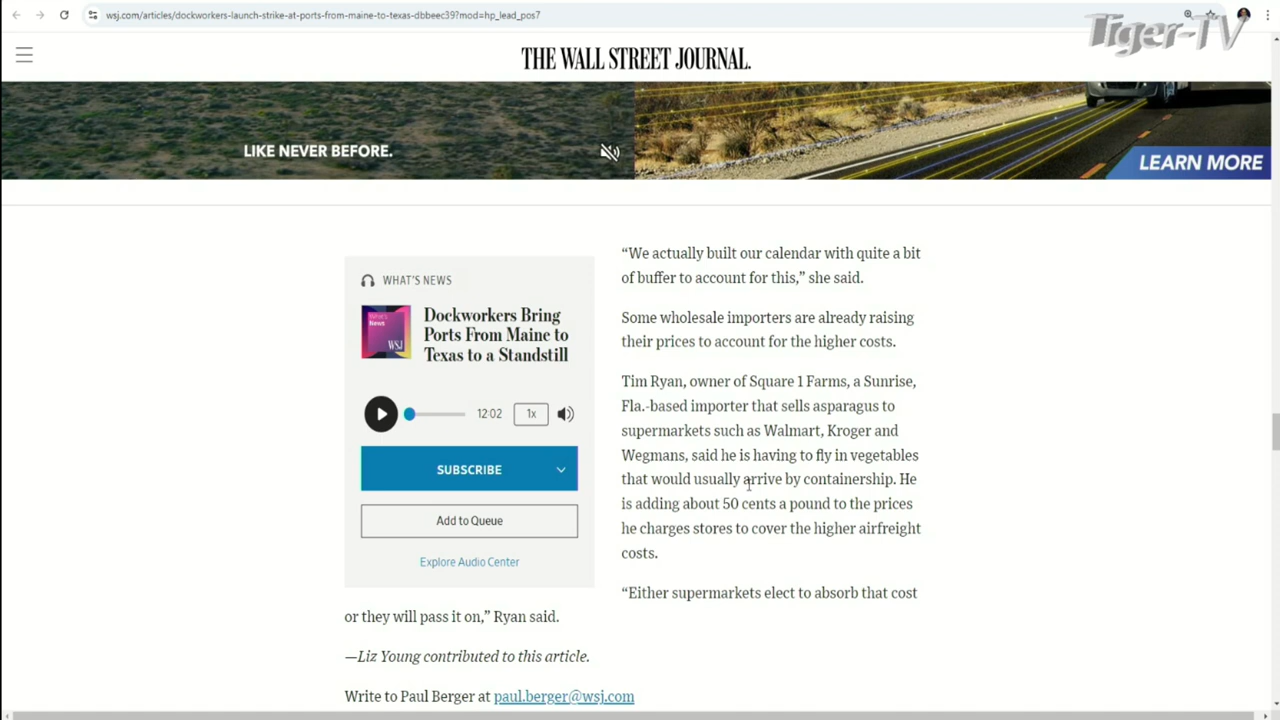 wsj.com/articles/dockworkers-launch-strike-at-ports-from-maine-to-texas-dbbeec39?mod=hp_lead_pos7
Tiger-TV
THE WALL STREET JOURNAL.
LIKE NEVER BEFORE.
LEARN MORE
WHAT'S NEWS
What's
News
WSJ
Dockworkers Bring
Ports From Maine to
Texas to a Standstill
12:02
1x
SUBSCRIBE
Add to Queue
Explore Audio Center
“We actually built our calendar with quite a bit
of buffer to account for this,” she said.
Some wholesale importers are already raising
their prices to account for the higher costs.
Tim Ryan, owner of Square 1 Farms, a Sunrise,
Fla.-based importer that sells asparagus to
supermarkets such as Walmart, Kroger and
Wegmans, said he is having to fly in vegetables
that would usually arrive by containership. He
is adding about 50 cents a pound to the prices
he charges stores to cover the higher airfreight
costs.
“Either supermarkets elect to absorb that cost
or they will pass it on,” Ryan said.
—Liz Young contributed to this article.
Write to Paul Berger at paul.berger@wsj.com